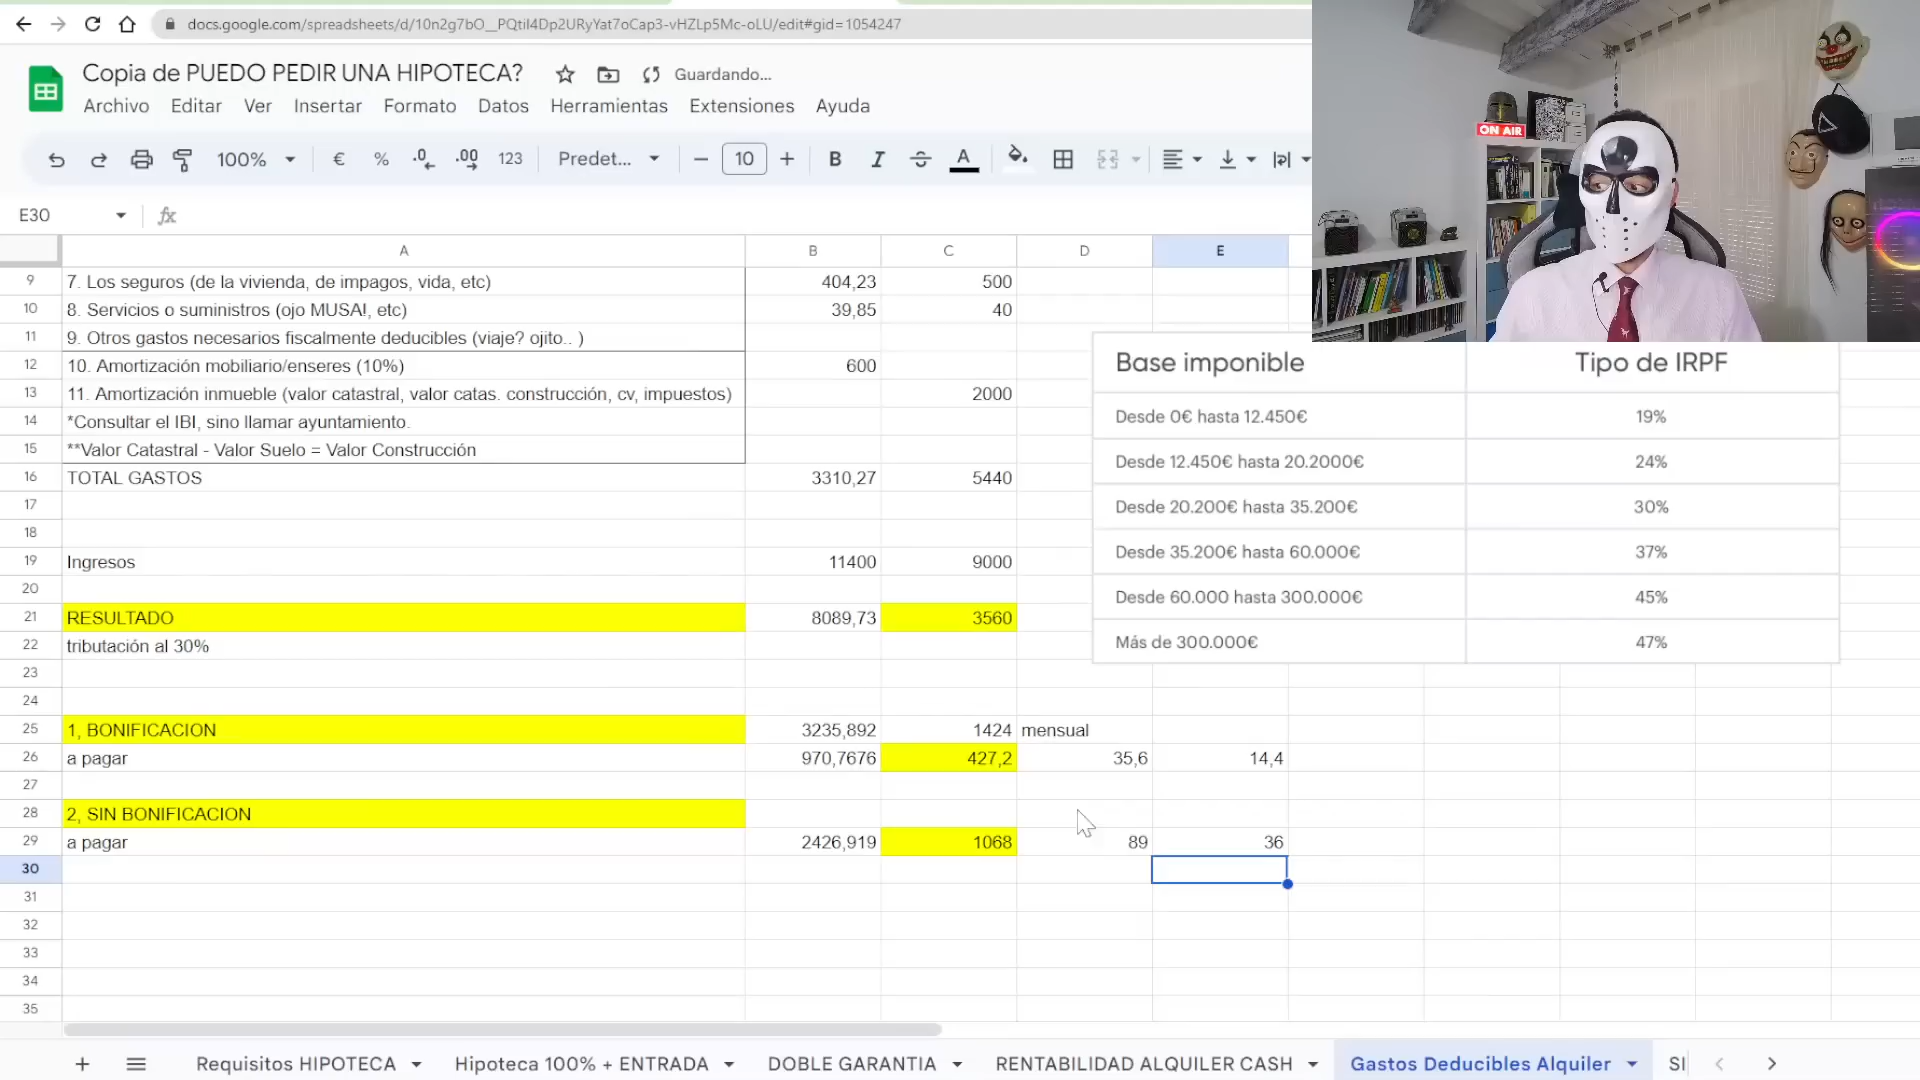 docs.google.com/spreadsheets/d/10n2g7bO__PQtiI4Dp2URyYat7oCap3-vHZLp5Mc-oLU/edit#gid=1054247
Copia de PUEDO PEDIR UNA HIPOTECA? Guardando...
Archivo Editar Ver Insertar Formato Datos Herramientas Extensiones Ayuda
100% € % .0 .00 123 Predet... − 10 + B I S A
E30 fx
ON AIR
A B C D E
9 7. Los seguros (de la vivienda, de impagos, vida, etc) 404,23 500
10 8. Servicios o suministros (ojo MUSA!, etc) 39,85 40
11 9. Otros gastos necesarios fiscalmente deducibles (viaje? ojito.. )
12 10. Amortización mobiliario/enseres (10%) 600
13 11. Amortización inmueble (valor catastral, valor catas. construcción, cv, impuestos) 2000
14 *Consultar el IBI, sino llamar ayuntamiento.
15 **Valor Catastral - Valor Suelo = Valor Construcción
16 TOTAL GASTOS 3310,27 5440
17
18
19 Ingresos 11400 9000
20
21 RESULTADO 8089,73 3560
22 tributación al 30%
23
24
25 1, BONIFICACION 3235,892 1424 mensual
26 a pagar 970,7676 427,2 35,6 14,4
27
28 2, SIN BONIFICACION
29 a pagar 2426,919 1068 89 36
30
31
32
33
34
35
Base imponible Tipo de IRPF
Desde 0€ hasta 12.450€ 19%
Desde 12.450€ hasta 20.2000€ 24%
Desde 20.200€ hasta 35.200€ 30%
Desde 35.200€ hasta 60.000€ 37%
Desde 60.000 hasta 300.000€ 45%
Más de 300.000€ 47%
+ Requisitos HIPOTECA Hipoteca 100% + ENTRADA DOBLE GARANTIA RENTABILIDAD ALQUILER CASH Gastos Deducibles Alquiler SI